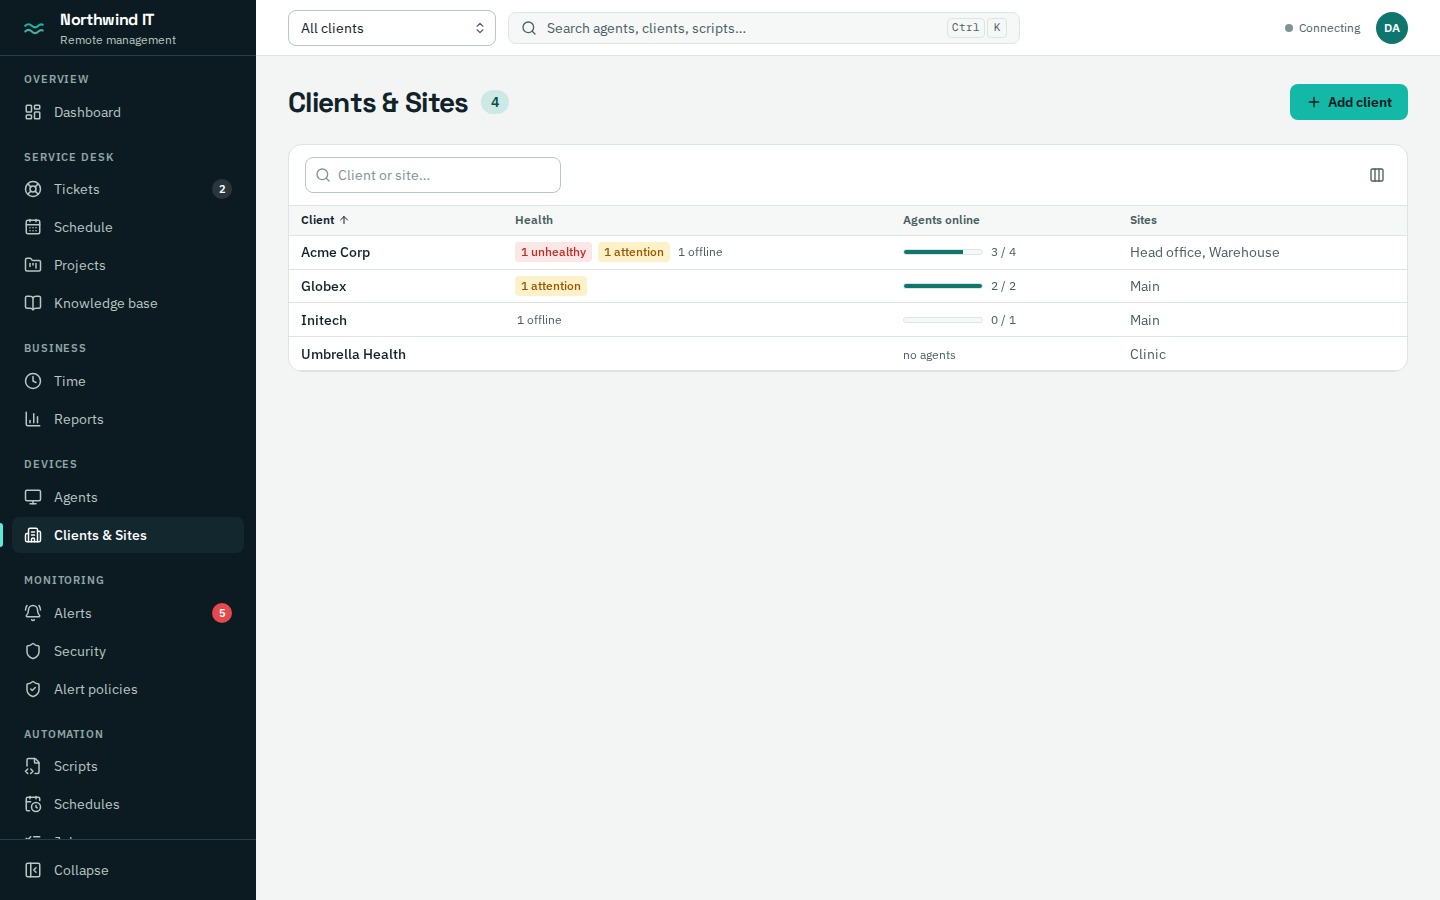 Northwind IT
Remote management
OVERVIEW
Dashboard
SERVICE DESK
Tickets 2
Schedule
Projects
Knowledge base
BUSINESS
Time
Reports
DEVICES
Agents
Clients & Sites
MONITORING
Alerts 5
Security
Alert policies
AUTOMATION
Scripts
Schedules
Collapse
All clients
Search agents, clients, scripts... Ctrl K
Connecting DA
Clients & Sites 4
Add client
Client or site...
Client Health Agents online Sites
Acme Corp 1 unhealthy 1 attention 1 offline 3 / 4 Head office, Warehouse
Globex 1 attention 2 / 2 Main
Initech 1 offline 0 / 1 Main
Umbrella Health no agents Clinic